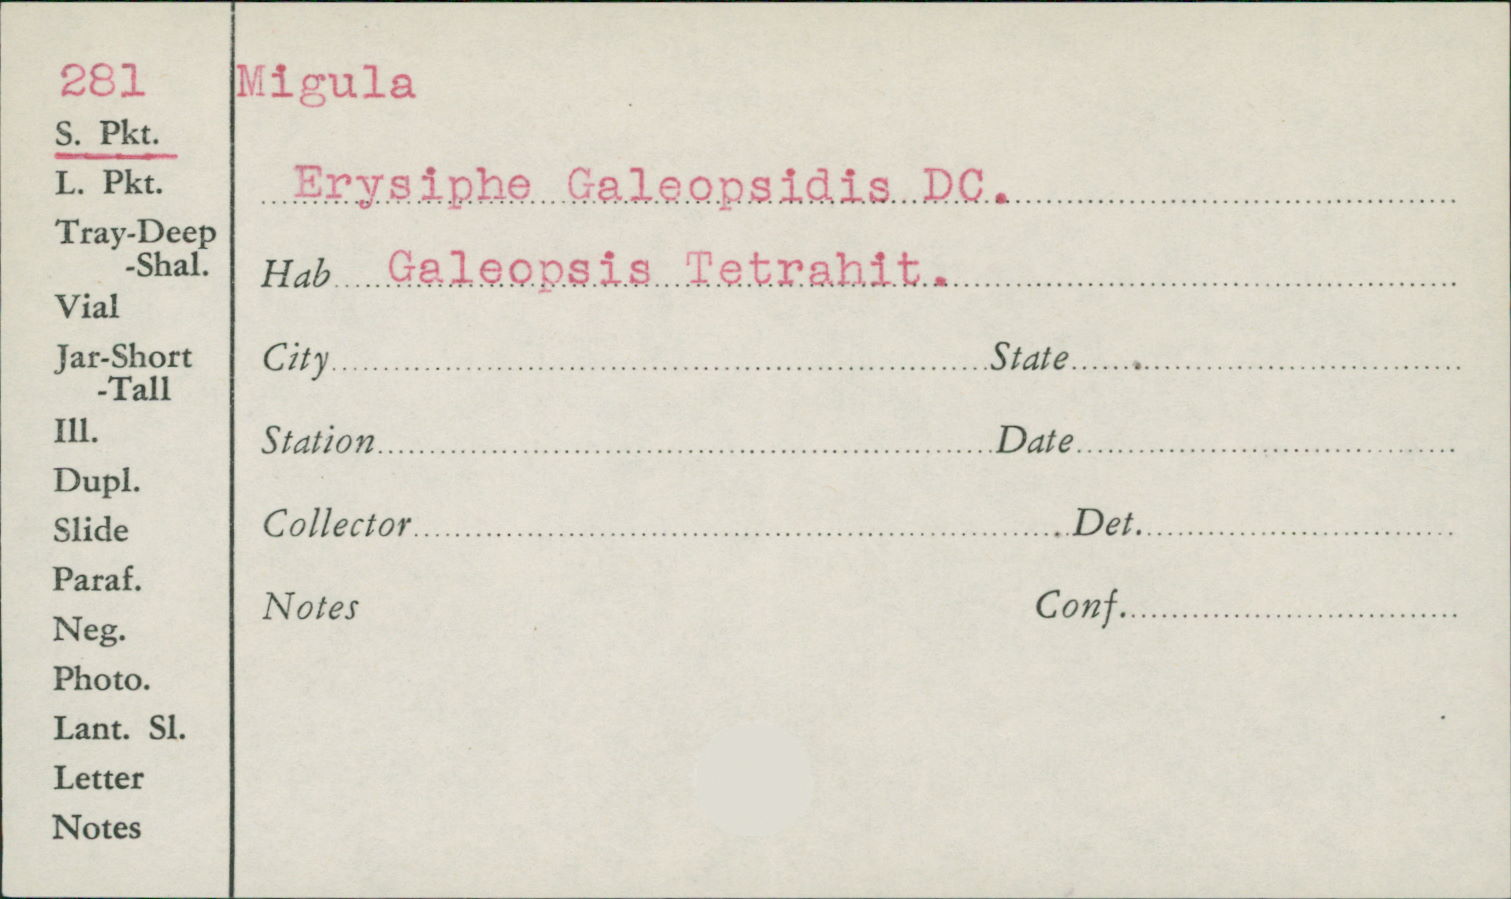 281 Migula
S. Pkt.
L. Pkt. Erysiphe Galeopsidis DC.
Tray-Deep
-Shal. Hab Galeopsis Tetrahit.
Vial
Jar-Short City State
-Tall
Ill. Station Date
Dupl.
Slide Collector Det.
Paraf.
Neg. Notes Conf.
Photo.
Lant. Sl.
Letter
Notes